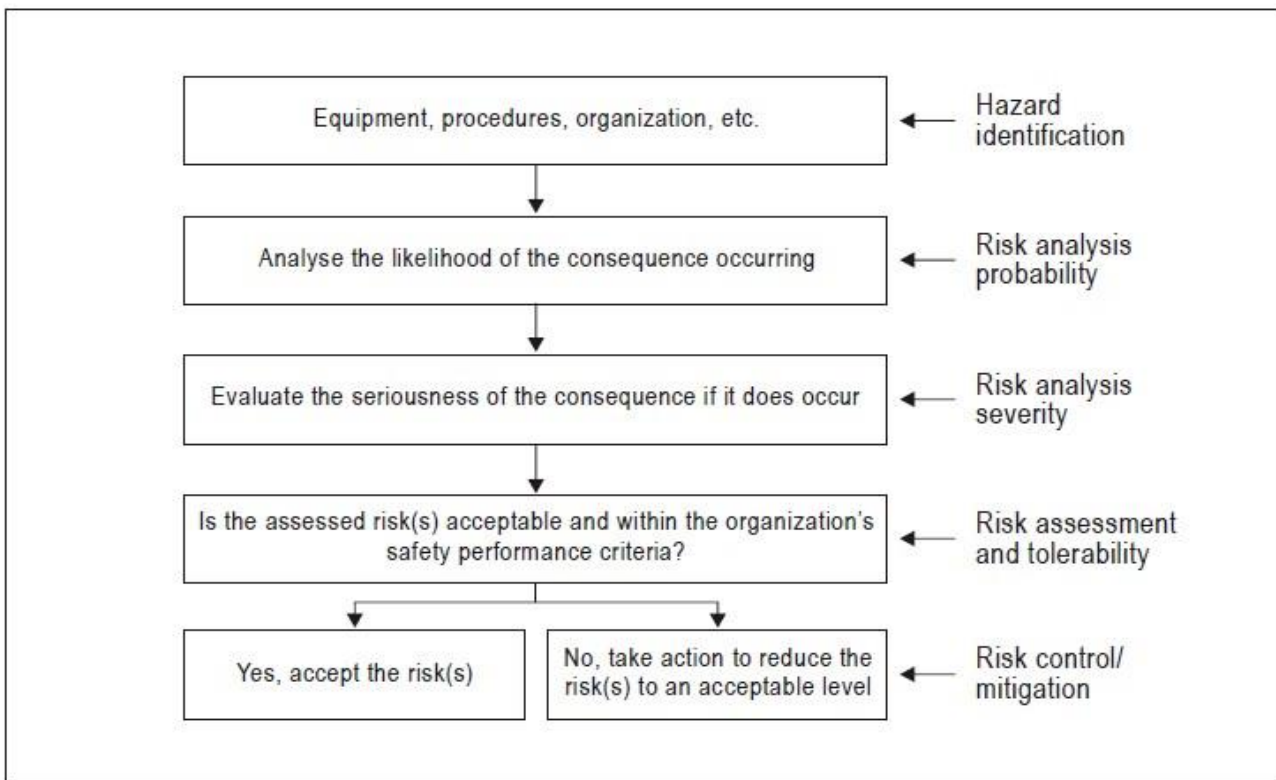 Equipment, procedures, organization, etc.
Hazard
identification
Analyse the likelihood of the consequence occurring
Risk analysis
probability
Evaluate the seriousness of the consequence if it does occur
Risk analysis
severity
Is the assessed risk(s) acceptable and within the organization's
safety performance criteria?
Risk assessment
and tolerability
Yes, accept the risk(s)
No, take action to reduce the
risk(s) to an acceptable level
Risk control/
mitigation